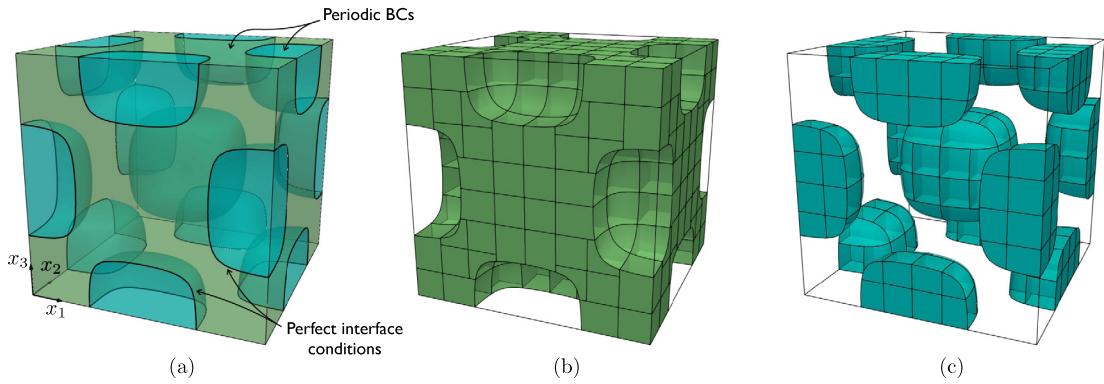 Periodic BCs
x₃
x₂
x₁
Perfect interface
conditions
(a)
(b)
(c)